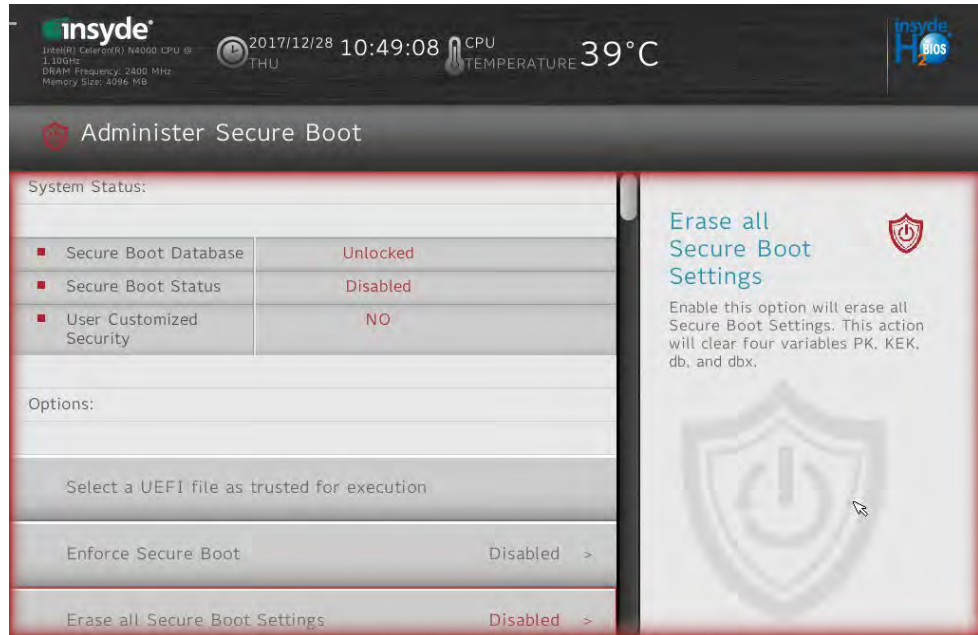 insyde
Intel(R) Celeron(R) N4000 CPU @
1.10GHz
DRAM Frequency: 2400 MHz
Memory Size: 4096 MB
2017/12/28
THU
10:49:08
CPU
TEMPERATURE
39°C
insyde
H2BIOS
Administer Secure Boot
System Status:
Secure Boot Database Unlocked
Secure Boot Status Disabled
User Customized NO
Security
Options:
Select a UEFI file as trusted for execution
Enforce Secure Boot Disabled >
Erase all Secure Boot Settings Disabled >
Erase all
Secure Boot
Settings
Enable this option will erase all
Secure Boot Settings. This action
will clear four variables PK, KEK,
db, and dbx.